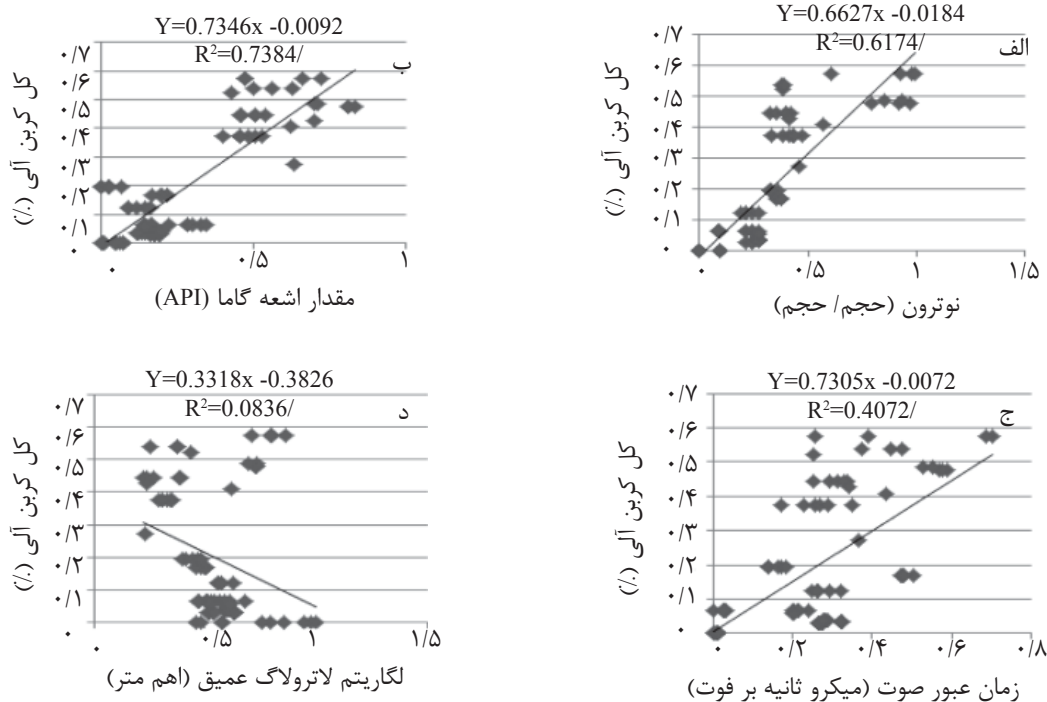 Y=0.6627x -0.0184
R²=0.6174/
الف
۰/۷
۰/۶
۰/۵
۰/۴
۰/۳
۰/۲
۰/۱
۰
کل کربن آلی (٪)
۰ ۰/۵ ۱ ۱/۵
نوترون (حجم/ حجم)
Y=0.7346x -0.0092
R²=0.7384/
ب
۰/۷
۰/۶
۰/۵
۰/۴
۰/۳
۰/۲
۰/۱
۰
کل کربن آلی (٪)
۰ ۰/۵ ۱
مقدار اشعه گاما (API)
Y=0.7305x -0.0072
R²=0.4072/
ج
۰/۷
۰/۶
۰/۵
۰/۴
۰/۳
۰/۲
۰/۱
۰
کل کربن آلی (٪)
۰ ۰/۲ ۰/۴ ۰/۶ ۰/۸
زمان عبور صوت (میکرو ثانیه بر فوت)
Y=0.3318x -0.3826
R²=0.0836/
د
۰/۷
۰/۶
۰/۵
۰/۴
۰/۳
۰/۲
۰/۱
۰
کل کربن آلی (٪)
۰ ۰/۵ ۱ ۱/۵
لگاریتم لاترولاگ عمیق (اهم متر)